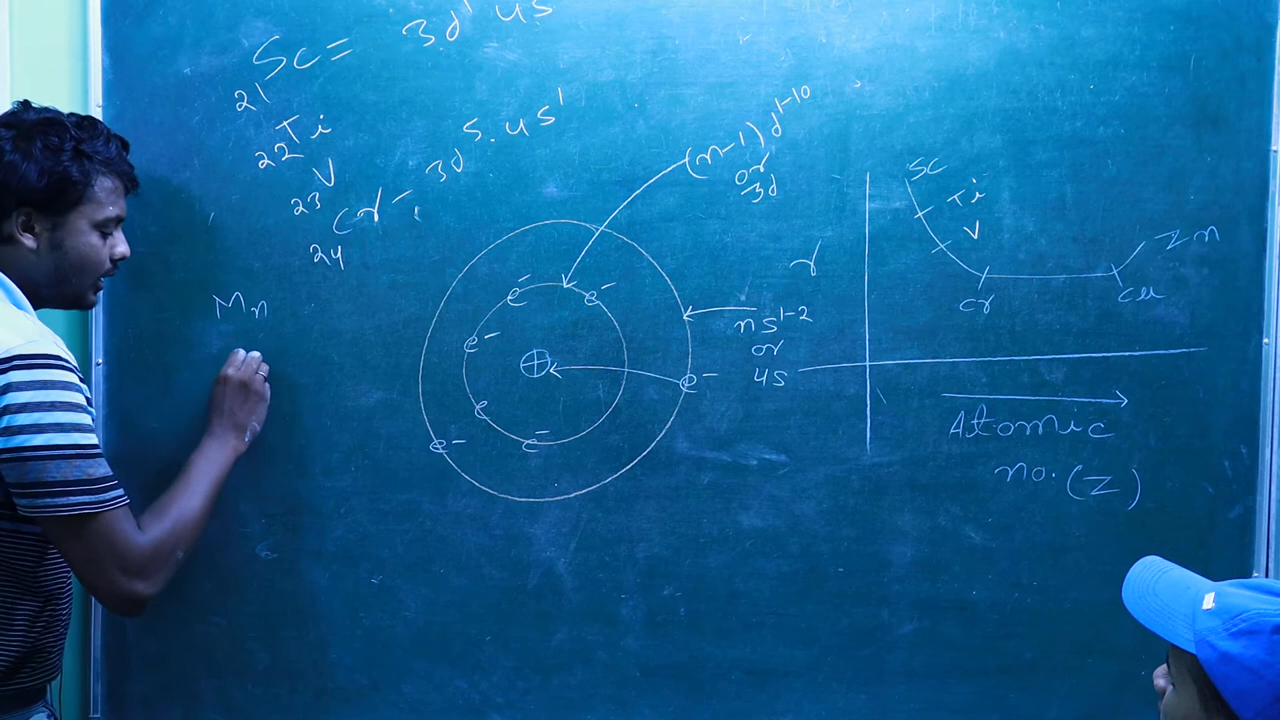 Sc = 3d¹ 4s
21
Ti
22
V
23
Cr - 3d⁵. 4s¹
24
Mn
(n-1)d¹⁻¹⁰
or
3d
ns¹⁻²
or
4s
e⁻ e⁻
e⁻
+
e⁻
e
e⁻ e⁻
r
Sc
Ti
V
Cr
Cu
Zn
Atomic
no. (Z)